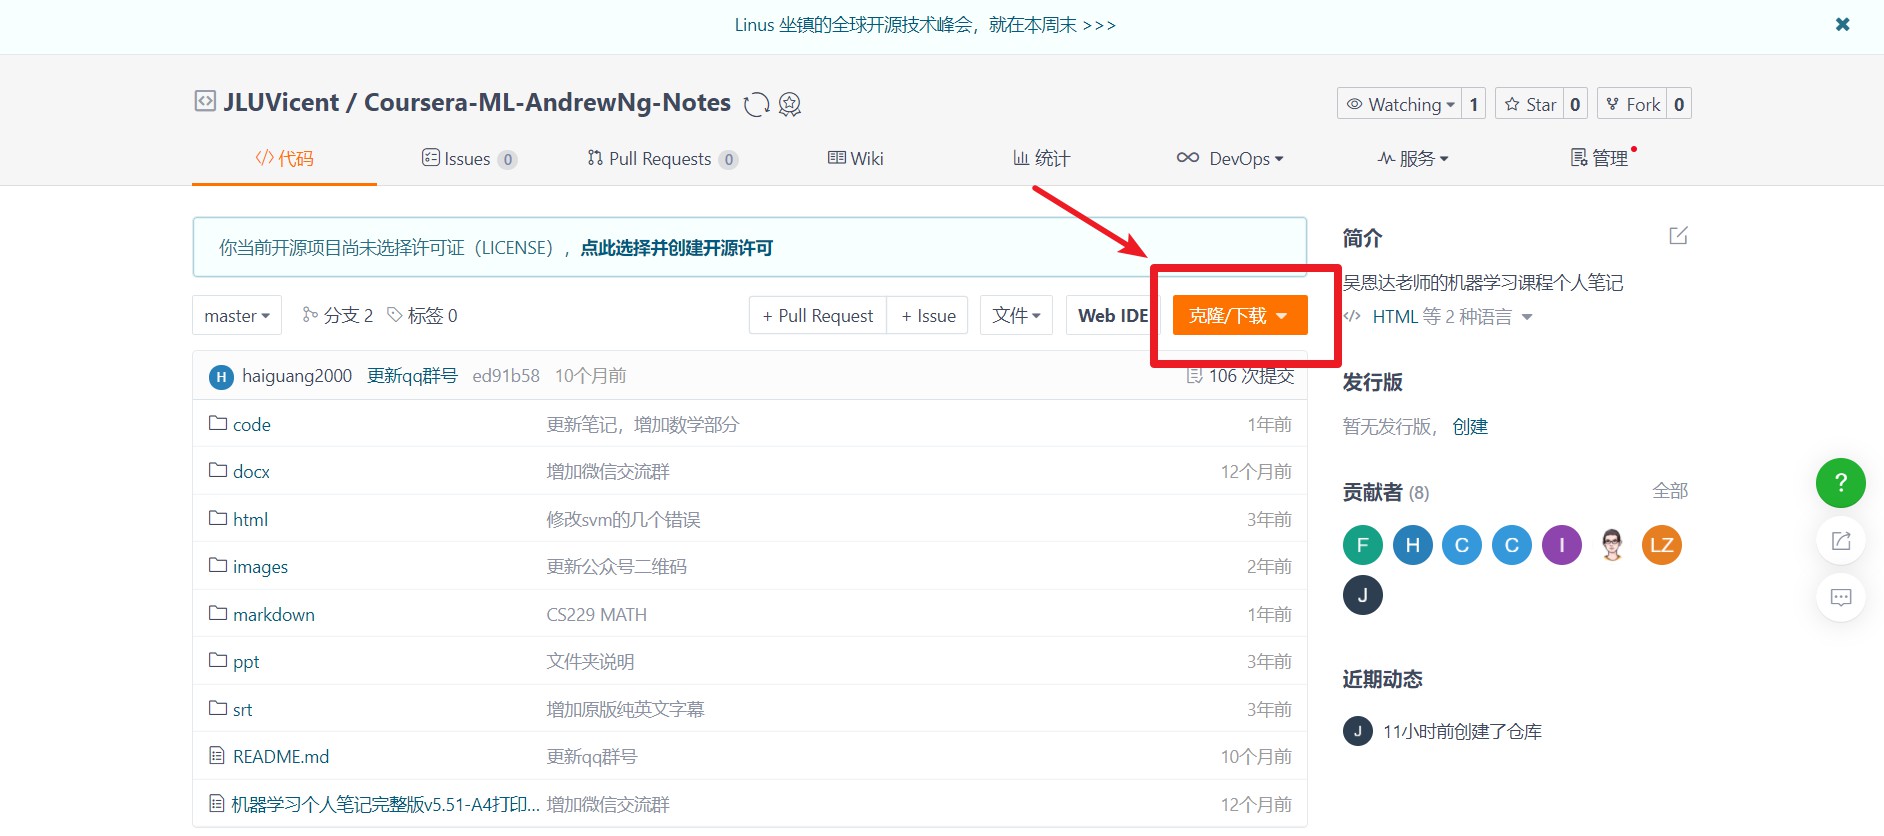 Linus 坐镇的全球开源技术峰会，就在本周末 >>>
JLUVicent / Coursera-ML-AndrewNg-Notes
Watching 1 Star 0 Fork 0
代码 Issues 0 Pull Requests 0 Wiki 统计 DevOps 服务 管理
你当前开源项目尚未选择许可证（LICENSE），点此选择并创建开源许可
master 分支 2 标签 0 + Pull Request + Issue 文件 Web IDE 克隆/下载
H haiguang2000 更新qq群号 ed91b58 10个月前 106 次提交
code 更新笔记，增加数学部分 1年前
docx 增加微信交流群 12个月前
html 修改svm的几个错误 3年前
images 更新公众号二维码 2年前
markdown CS229 MATH 1年前
ppt 文件夹说明 3年前
srt 增加原版纯英文字幕 3年前
README.md 更新qq群号 10个月前
机器学习个人笔记完整版v5.51-A4打印... 增加微信交流群 12个月前
简介
吴恩达老师的机器学习课程个人笔记
HTML 等 2 种语言
发行版
暂无发行版， 创建
贡献者 (8) 全部
F H C C I LZ
J
近期动态
J 11小时前创建了仓库
?